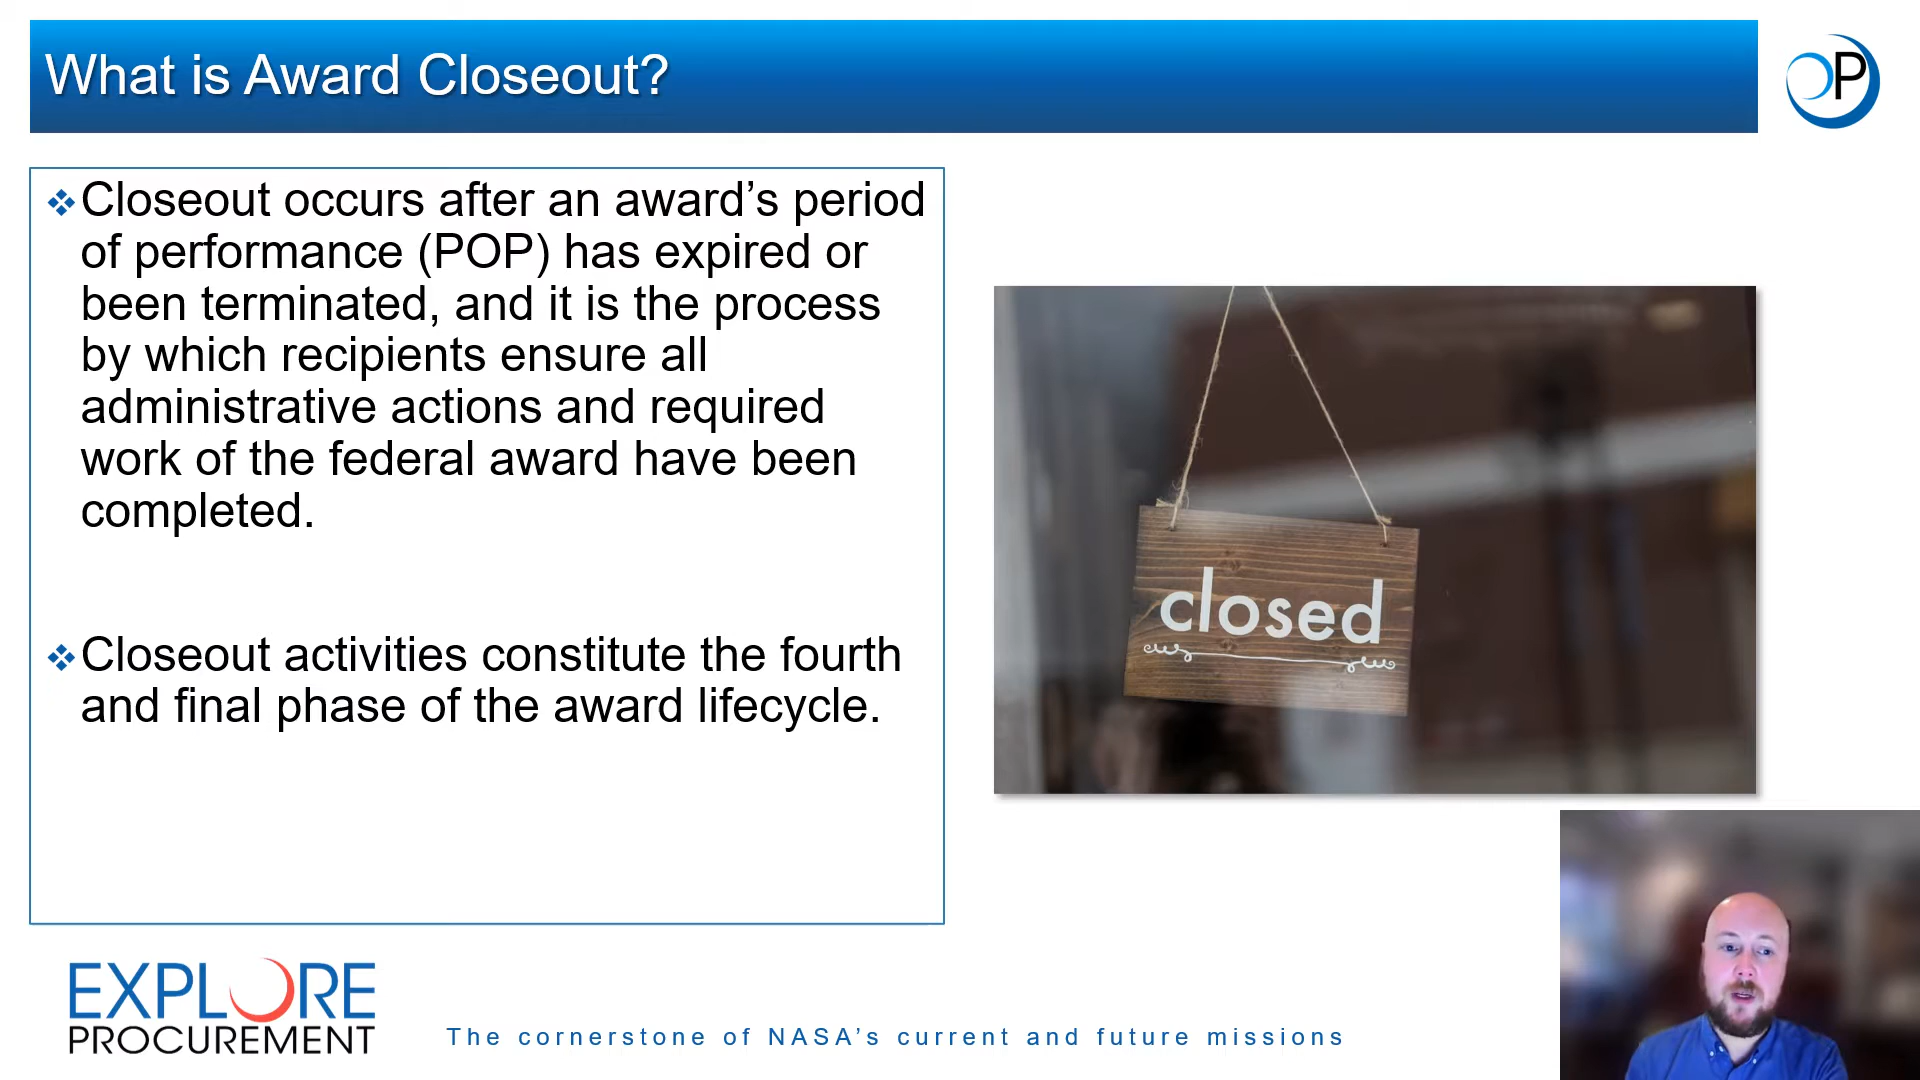 What is Award Closeout?
OP
❖Closeout occurs after an award’s period
of performance (POP) has expired or
been terminated, and it is the process
by which recipients ensure all
administrative actions and required
work of the federal award have been
completed.
❖Closeout activities constitute the fourth
and final phase of the award lifecycle.
closed
EXPLORE
PROCUREMENT
The cornerstone of NASA’s current and future missions